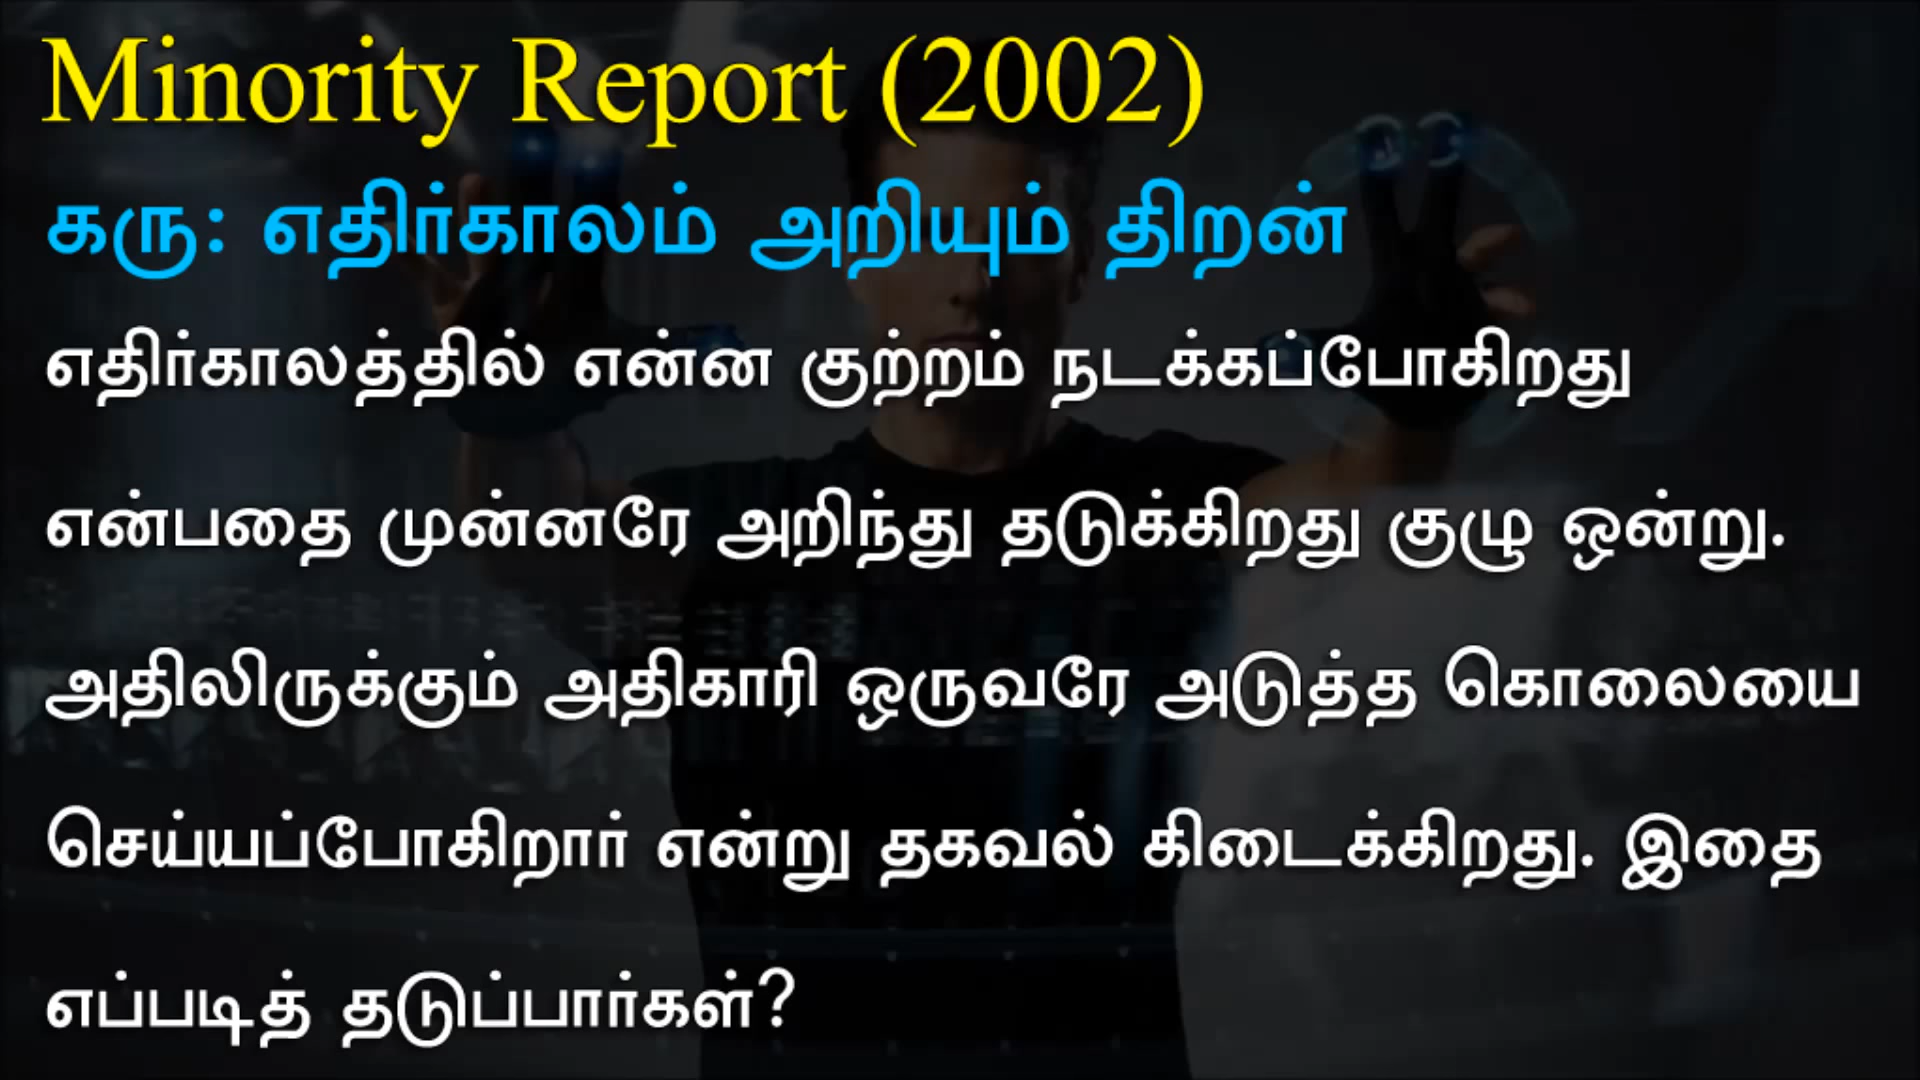 Minority Report (2002)
கரு: எதிர்காலம் அறியும் திறன்
எதிர்காலத்தில் என்ன குற்றம் நடக்கப்போகிறது
என்பதை முன்னரே அறிந்து தடுக்கிறது குழு ஒன்று.
அதிலிருக்கும் அதிகாரி ஒருவரே அடுத்த கொலையை
செய்யப்போகிறார் என்று தகவல் கிடைக்கிறது. இதை
எப்படித் தடுப்பார்கள்?